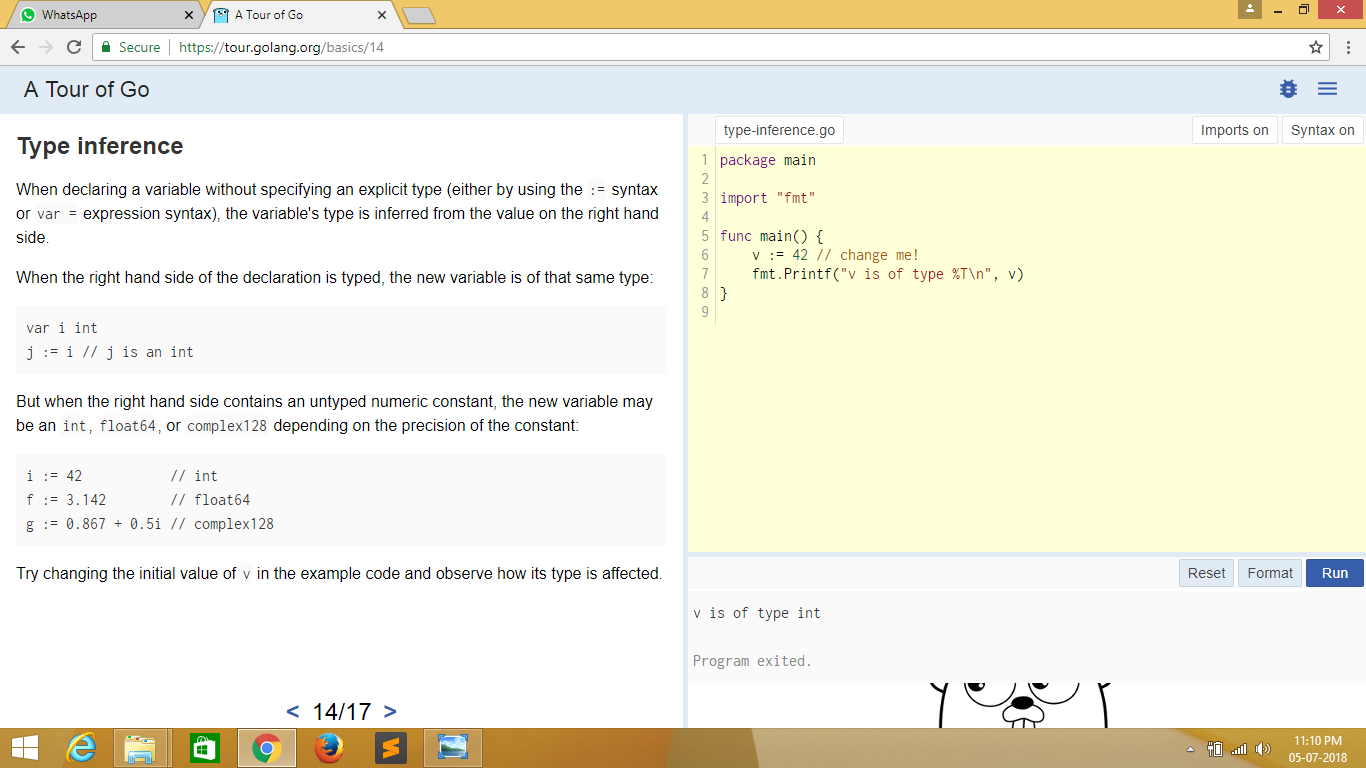 WhatsApp
A Tour of Go
Secure
https://tour.golang.org/basics/14
A Tour of Go
Type inference
When declaring a variable without specifying an explicit type (either by using the := syntax
or var = expression syntax), the variable's type is inferred from the value on the right hand
side.
When the right hand side of the declaration is typed, the new variable is of that same type:
var i int
j := i // j is an int
But when the right hand side contains an untyped numeric constant, the new variable may
be an int, float64, or complex128 depending on the precision of the constant:
i := 42 // int
f := 3.142 // float64
g := 0.867 + 0.5i // complex128
Try changing the initial value of v in the example code and observe how its type is affected.
< 14/17 >
type-inference.go
Imports on
Syntax on
1 package main
2
3 import "fmt"
4
5 func main() {
6 v := 42 // change me!
7 fmt.Printf("v is of type %T\n", v)
8 }
9
Reset
Format
Run
v is of type int
Program exited.
11:10 PM
05-07-2018